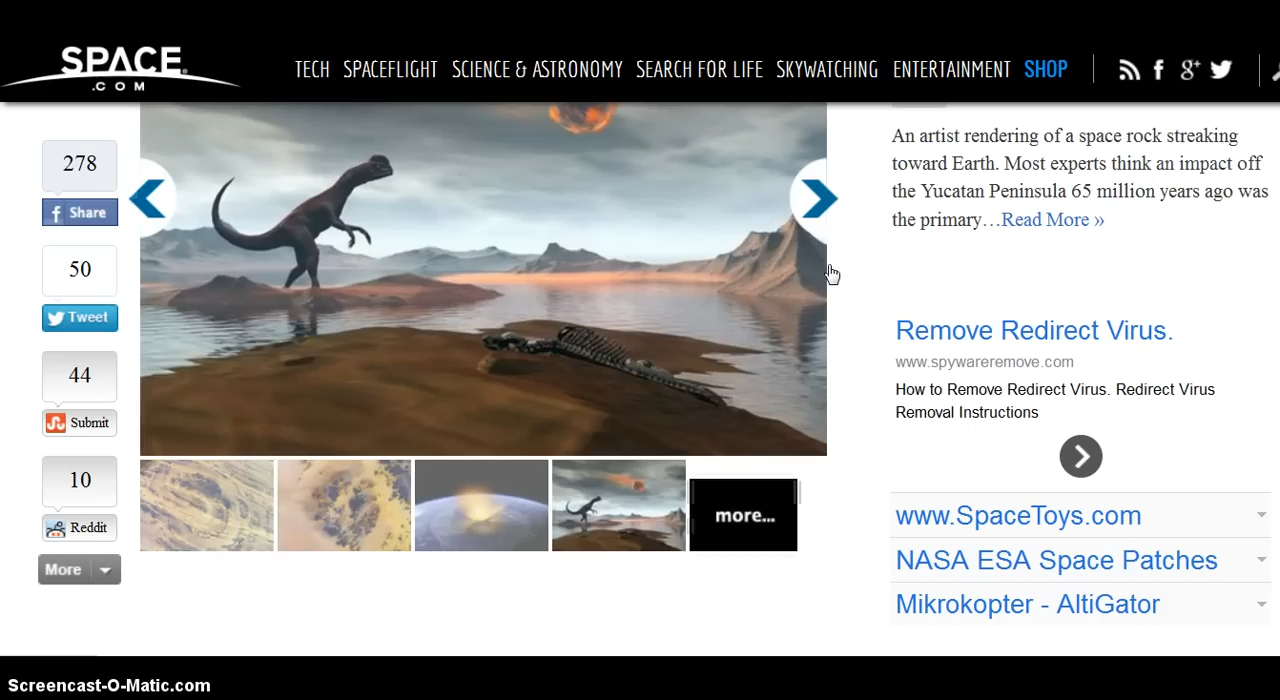 SPACE
.COM
TECH SPACEFLIGHT SCIENCE & ASTRONOMY SEARCH FOR LIFE SKYWATCHING ENTERTAINMENT SHOP
278
Share
50
Tweet
44
Submit
10
Reddit
More
more...
An artist rendering of a space rock streaking
toward Earth. Most experts think an impact off
the Yucatan Peninsula 65 million years ago was
the primary…Read More »
Remove Redirect Virus.
www.spywareremove.com
How to Remove Redirect Virus. Redirect Virus
Removal Instructions
www.SpaceToys.com
NASA ESA Space Patches
Mikrokopter - AltiGator
Screencast-O-Matic.com